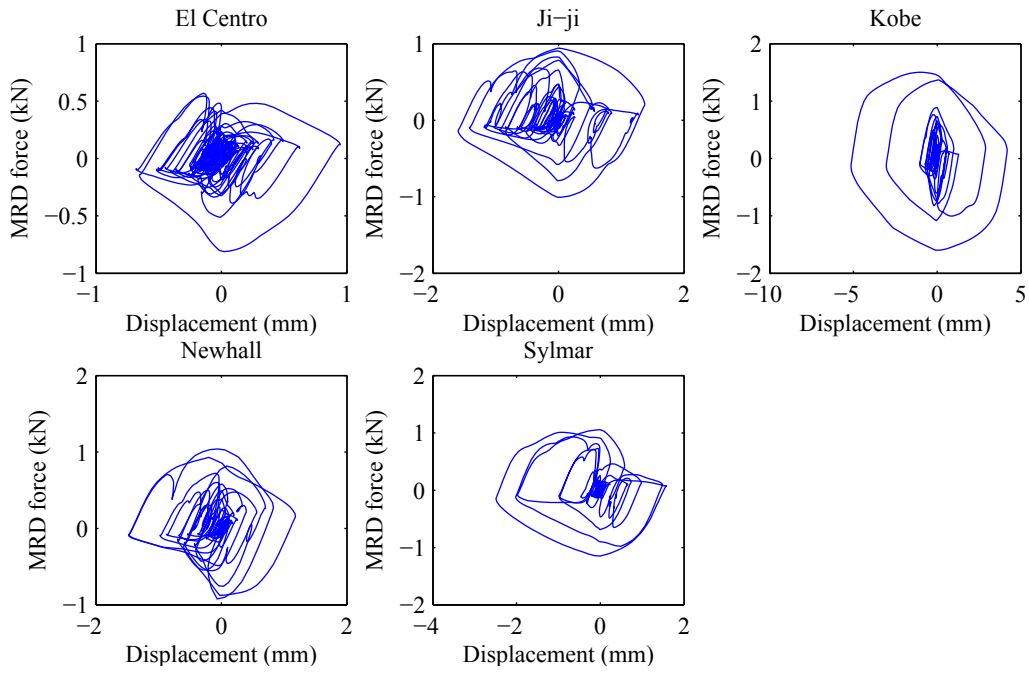 El Centro
1
0.5
0
−0.5
−1
−1
0
1
MRD force (kN)
Displacement (mm)
Ji−ji
1
0
−1
−2
−2
0
2
MRD force (kN)
Displacement (mm)
Kobe
2
1
0
−1
−2
−10
−5
0
5
MRD force (kN)
Displacement (mm)
Newhall
2
1
0
−1
−2
0
2
MRD force (kN)
Displacement (mm)
Sylmar
2
1
0
−1
−2
−4
−2
0
2
MRD force (kN)
Displacement (mm)